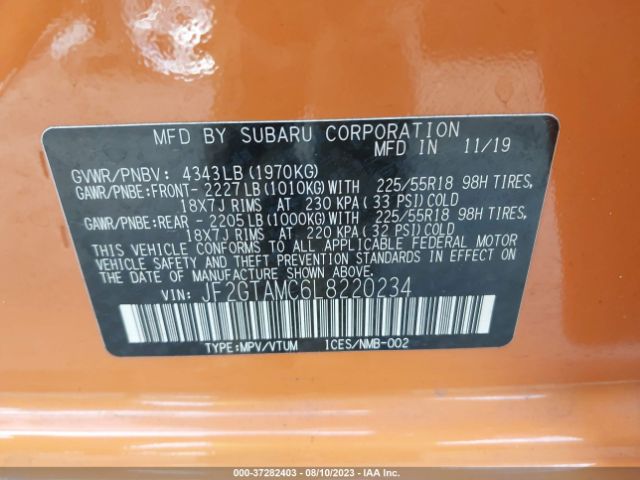 MFD BY SUBARU CORPORATION
MFD IN 11/19
GVWR/PNBV: 4343LB (1970KG)
GAWR/PNBE:FRONT- 2227LB(1010KG)WITH 225/55R18 98H TIRES,
18X7J RIMS AT 230 KPA(33 PSI)COLD
GAWR/PNBE:REAR - 2205LB(1000KG)WITH 225/55R18 98H TIRES,
18X7J RIMS AT 220 KPA(32 PSI)COLD
THIS VEHICLE CONFORMS TO ALL APPLICABLE FEDERAL MOTOR
VEHICLE SAFETY AND THEFT PREVENTION STANDARDS IN EFFECT ON
THE DATE OF MANUFACTURE SHOWN ABOVE.
VIN: JF2GTAMC6L8220234
TYPE:MPV/VTUM ICES/NMB-002
000-37282403 - 08/10/2023 - IAA Inc.